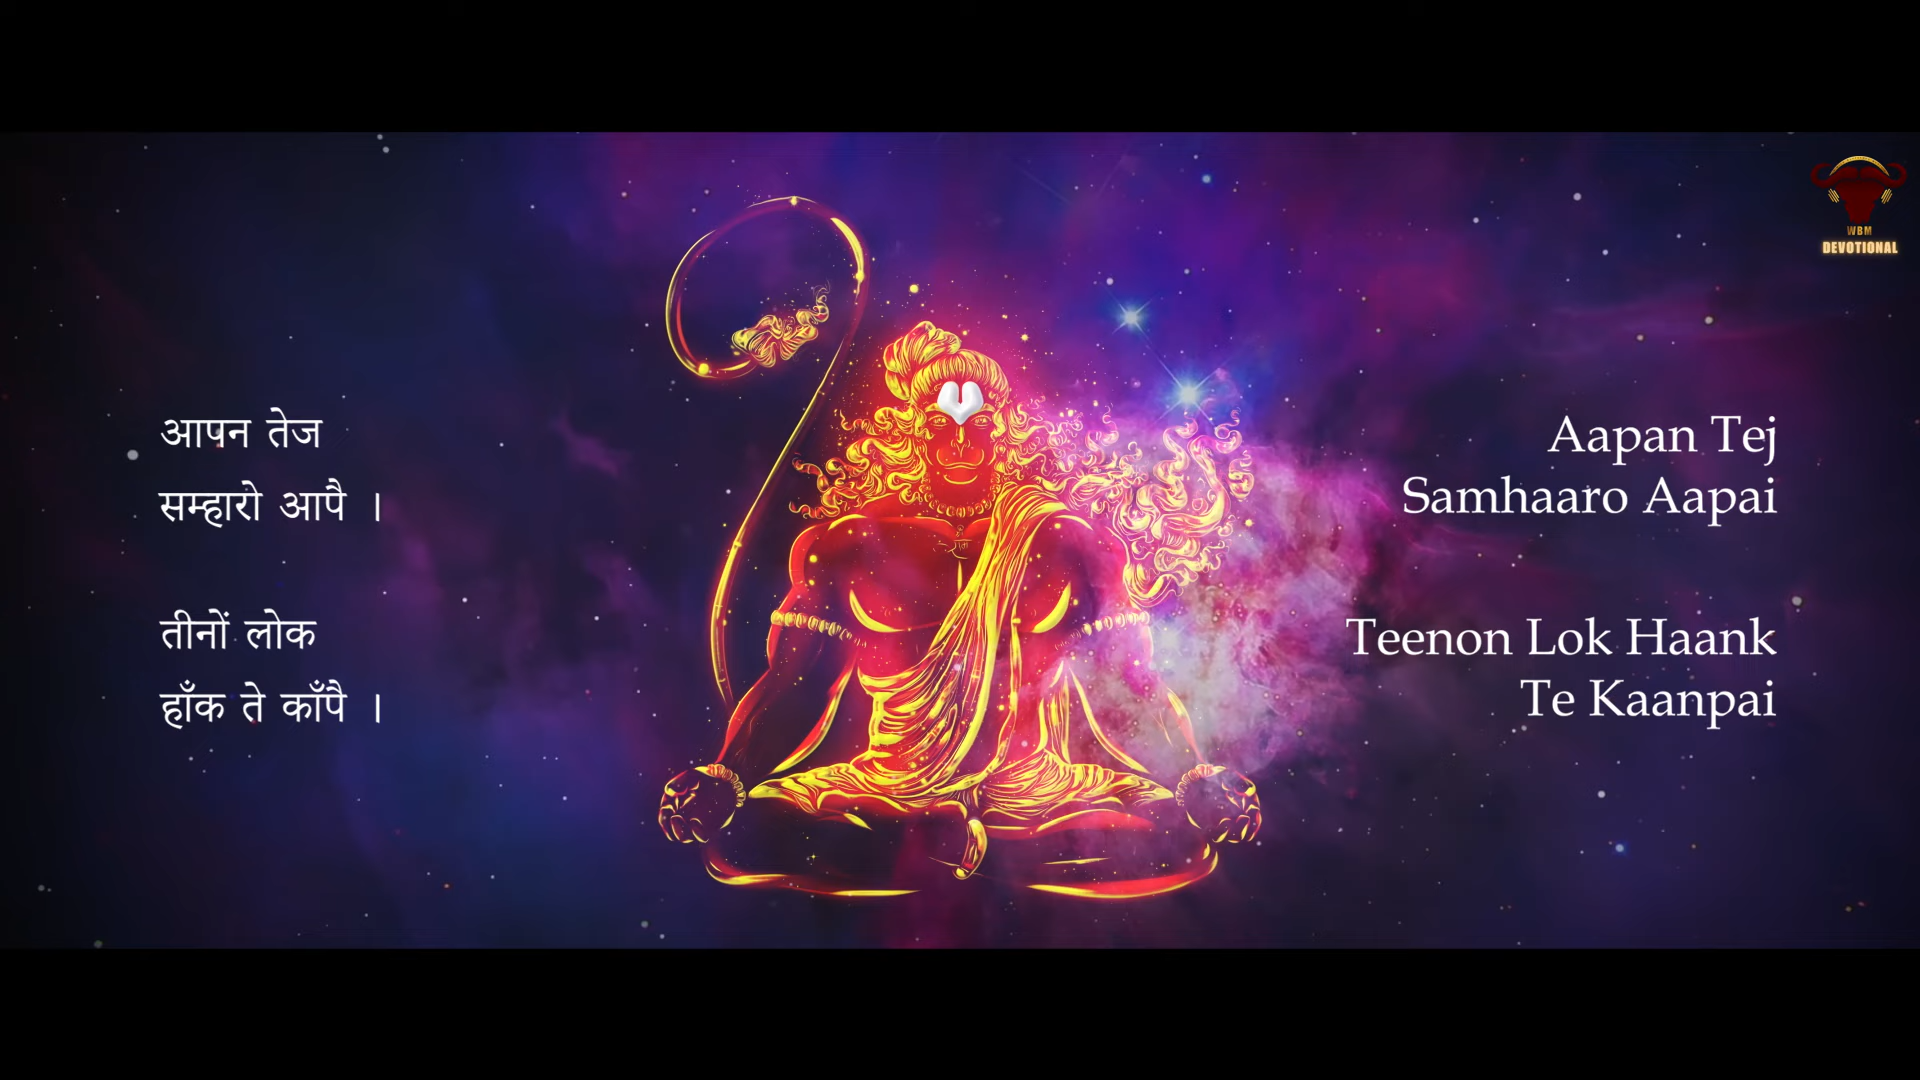 आपन तेज
सम्हारो आपै ।
तीनों लोक
हाँक ते काँपै ।
Aapan Tej
Samhaaro Aapai
Teenon Lok Haank
Te Kaanpai
WBM
DEVOTIONAL